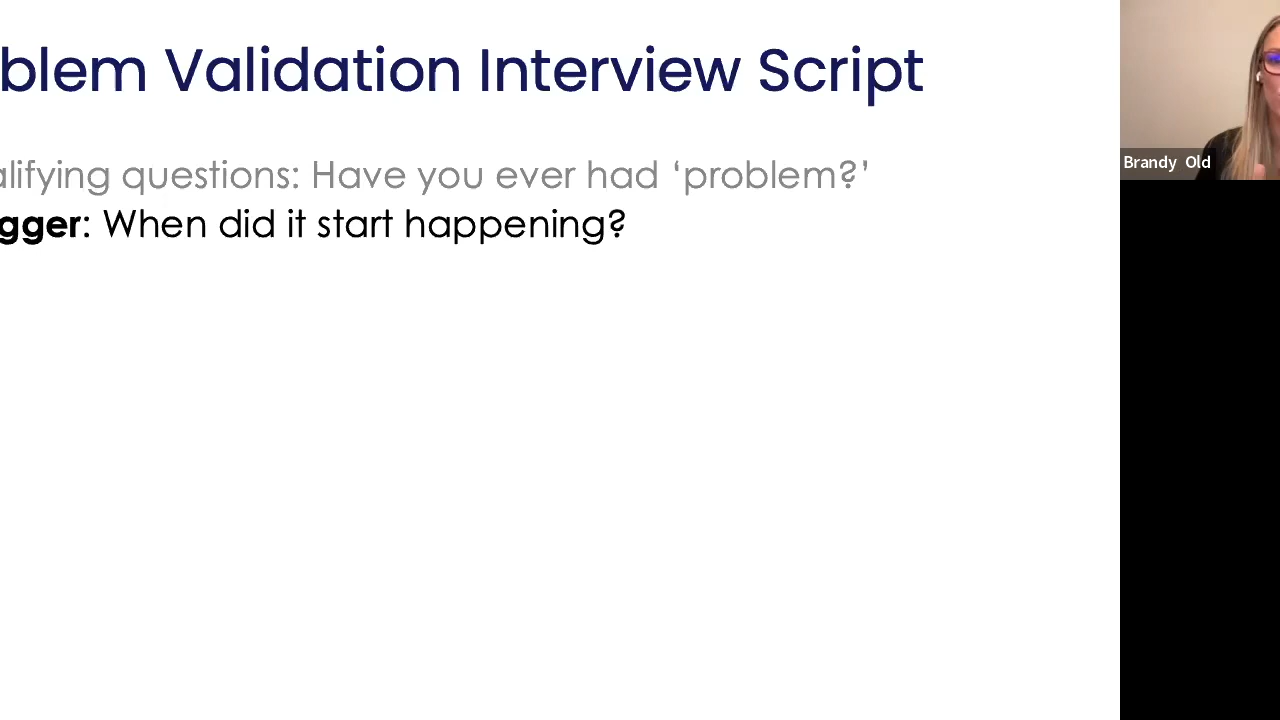 blem Validation Interview Script
alifying questions: Have you ever had ‘problem?’
gger: When did it start happening?
Brandy Old